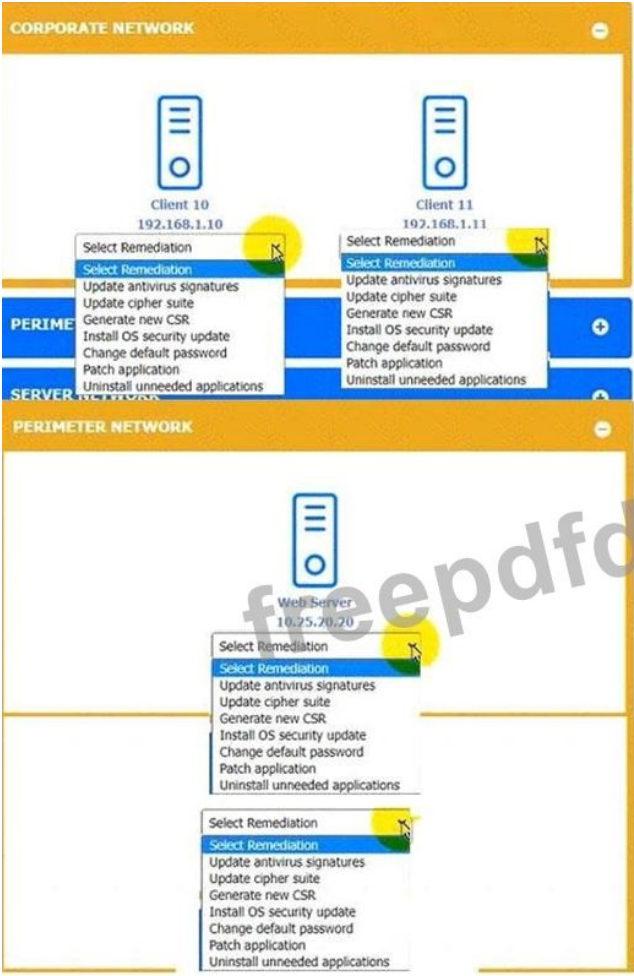 CORPORATE NETWORK
Client 10
192.168.1.10
Select Remediation
Select Remediation
Update antivirus signatures
Update cipher suite
Generate new CSR
Install OS security update
Change default password
Patch application
Uninstall unneeded applications
Client 11
192.168.1.11
Select Remediation
Select Remediation
Update antivirus signatures
Update cipher suite
Generate new CSR
Install OS security update
Change default password
Patch application
Uninstall unneeded applications
PERIME
SERVER NETWORK
PERIMETER NETWORK
freepdfd
Web Server
10.25.20.20
Select Remediation
Select Remediation
Update antivirus signatures
Update cipher suite
Generate new CSR
Install OS security update
Change default password
Patch application
Uninstall unneeded applications
Select Remediation
Select Remediation
Update antivirus signatures
Update cipher suite
Generate new CSR
Install OS security update
Change default password
Patch application
Uninstall unneeded applications